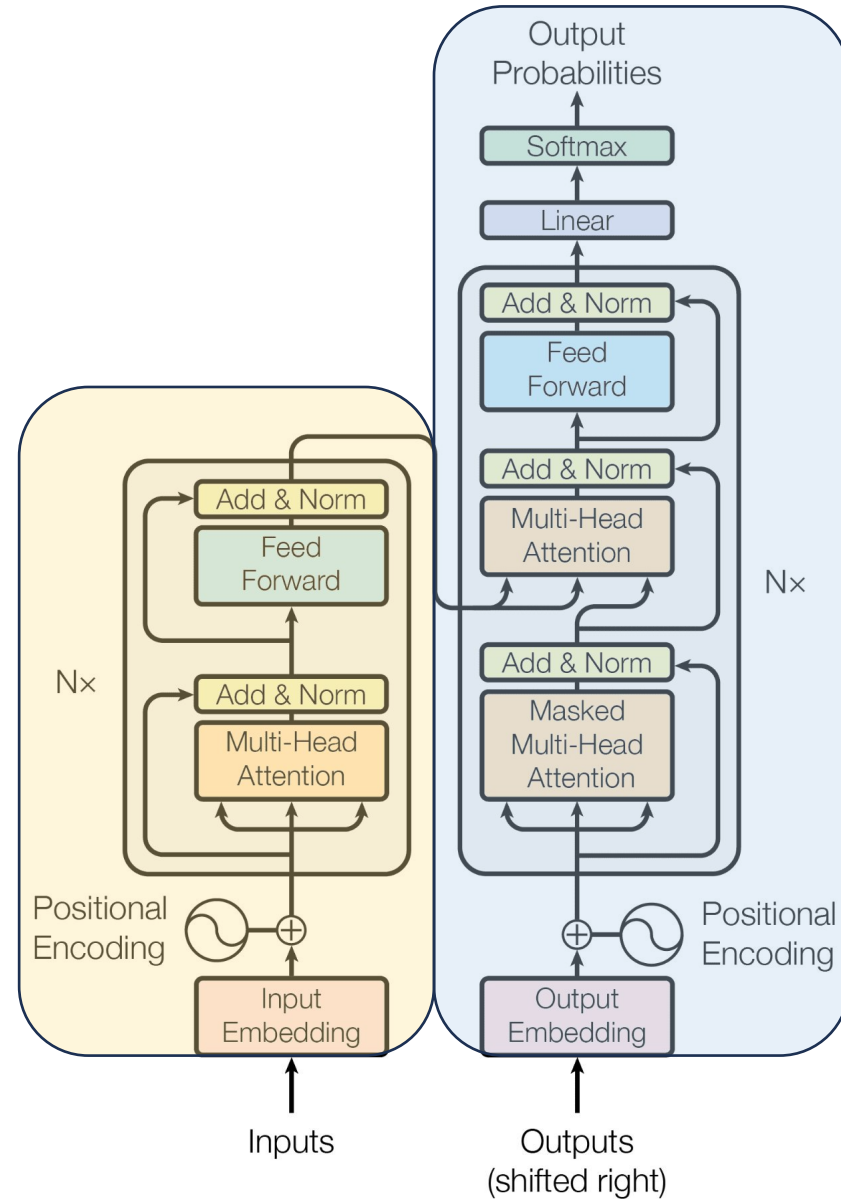 Output
Probabilities
Softmax
Linear
Add & Norm
Feed
Forward
Add & Norm
Multi-Head
Attention
Nx
Add & Norm
Masked
Multi-Head
Attention
Positional
Encoding
Output
Embedding
Outputs
(shifted right)
Add & Norm
Feed
Forward
Nx
Add & Norm
Multi-Head
Attention
Positional
Encoding
Input
Embedding
Inputs